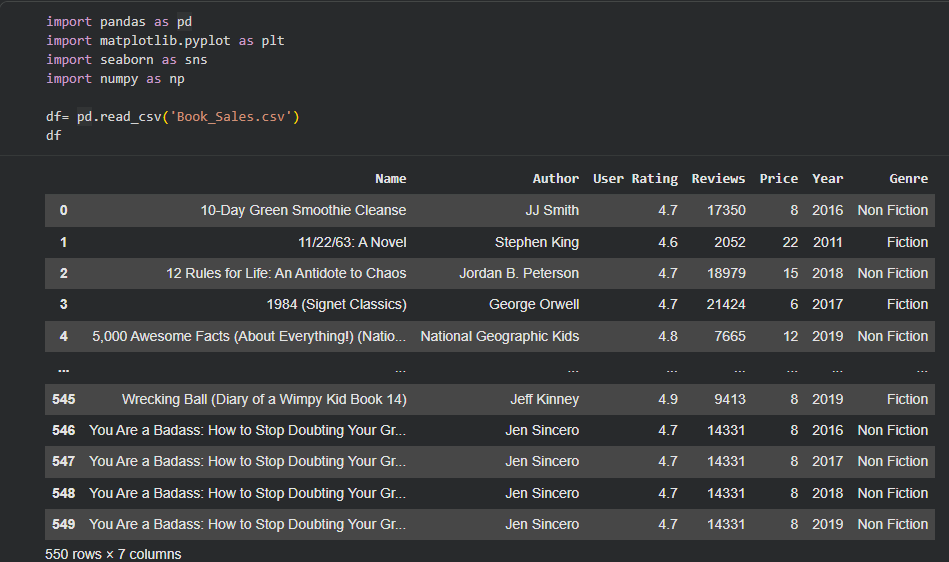 import pandas as pd
import matplotlib.pyplot as plt
import seaborn as sns
import numpy as np
df= pd.read_csv('Book_Sales.csv')
df
Name Author User Rating Reviews Price Year Genre
0 10-Day Green Smoothie Cleanse JJ Smith 4.7 17350 8 2016 Non Fiction
1 11/22/63: A Novel Stephen King 4.6 2052 22 2011 Fiction
2 12 Rules for Life: An Antidote to Chaos Jordan B. Peterson 4.7 18979 15 2018 Non Fiction
3 1984 (Signet Classics) George Orwell 4.7 21424 6 2017 Fiction
4 5,000 Awesome Facts (About Everything!) (Natio... National Geographic Kids 4.8 7665 12 2019 Non Fiction
... ... ... ... ... ... ... ...
545 Wrecking Ball (Diary of a Wimpy Kid Book 14) Jeff Kinney 4.9 9413 8 2019 Fiction
546 You Are a Badass: How to Stop Doubting Your Gr... Jen Sincero 4.7 14331 8 2016 Non Fiction
547 You Are a Badass: How to Stop Doubting Your Gr... Jen Sincero 4.7 14331 8 2017 Non Fiction
548 You Are a Badass: How to Stop Doubting Your Gr... Jen Sincero 4.7 14331 8 2018 Non Fiction
549 You Are a Badass: How to Stop Doubting Your Gr... Jen Sincero 4.7 14331 8 2019 Non Fiction
550 rows × 7 columns